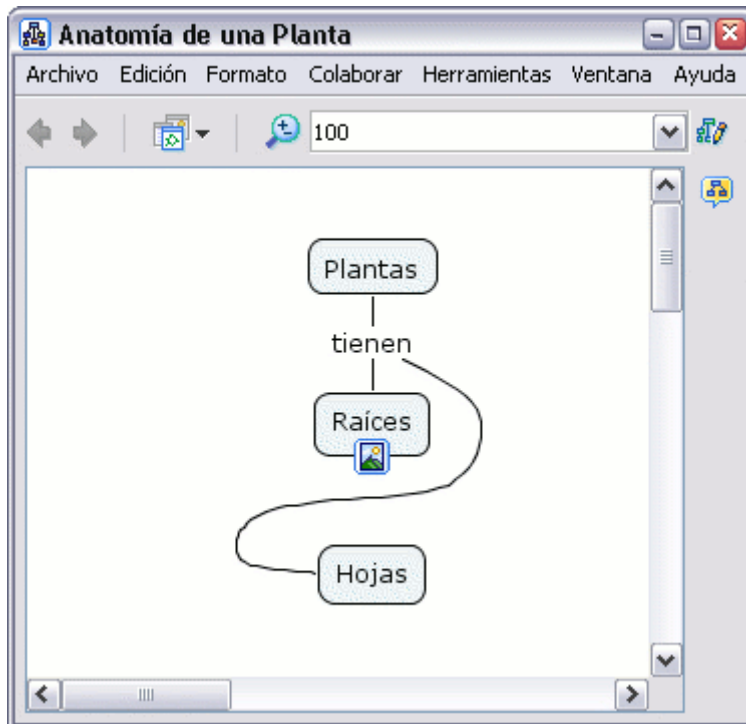 Anatomía de una Planta
Archivo Edición Formato Colaborar Herramientas Ventana Ayuda
100
Plantas
tienen
Raíces
Hojas